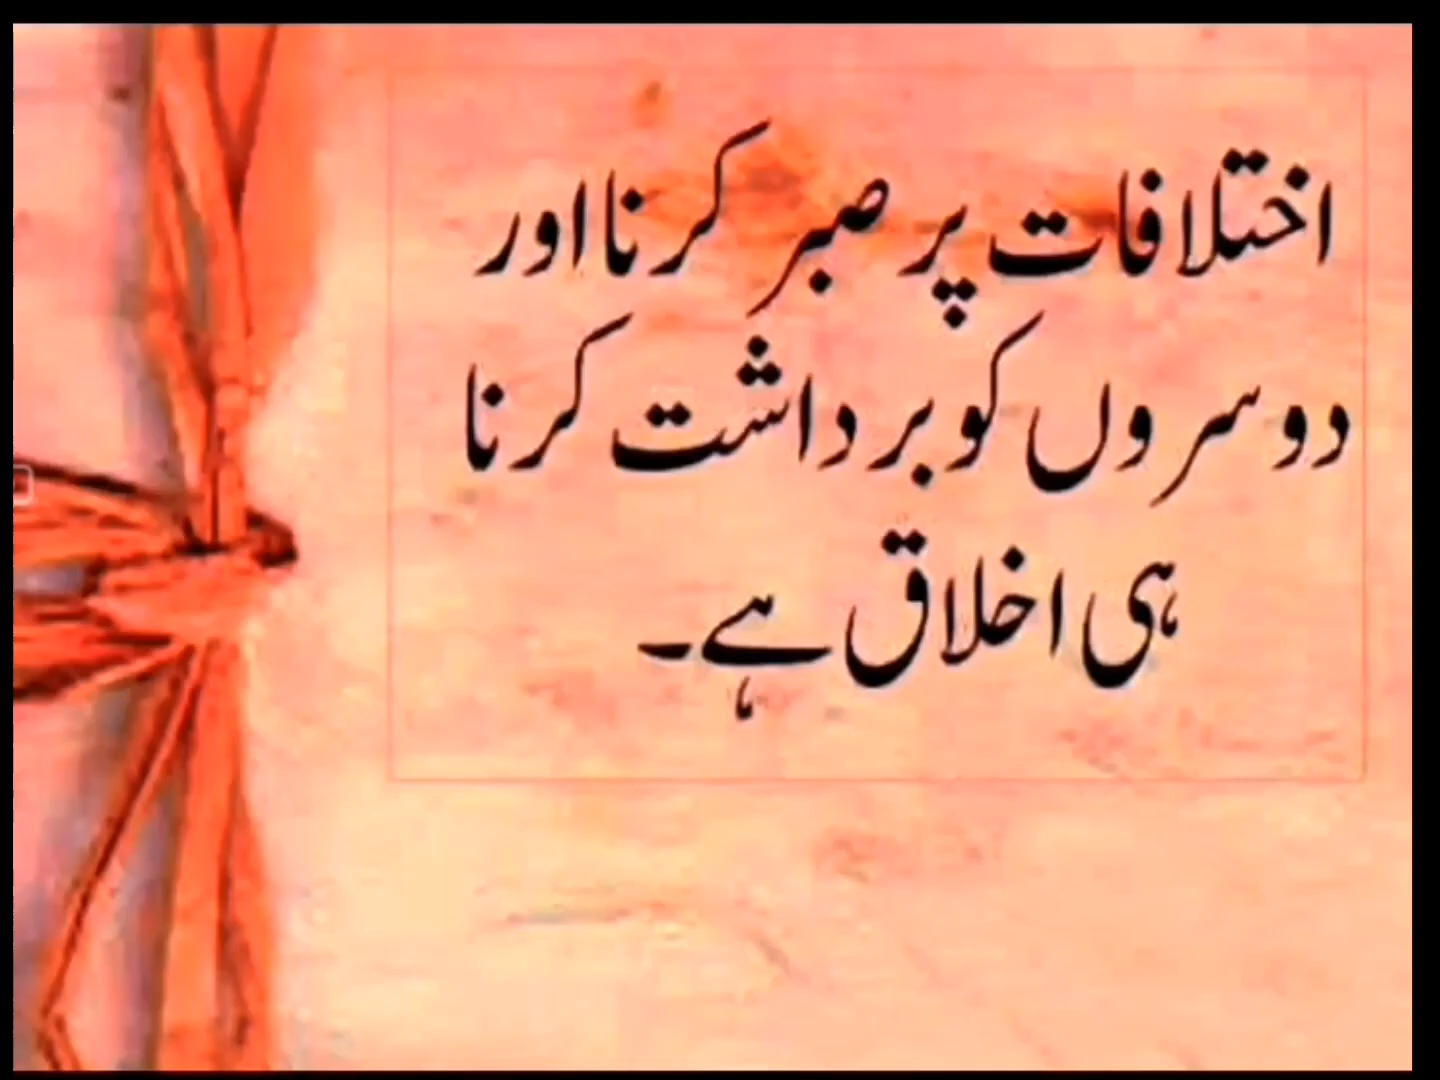 اختلافات پر صبر کرنا اور
دوسروں کو برداشت کرنا
ہی اخلاق ہے۔